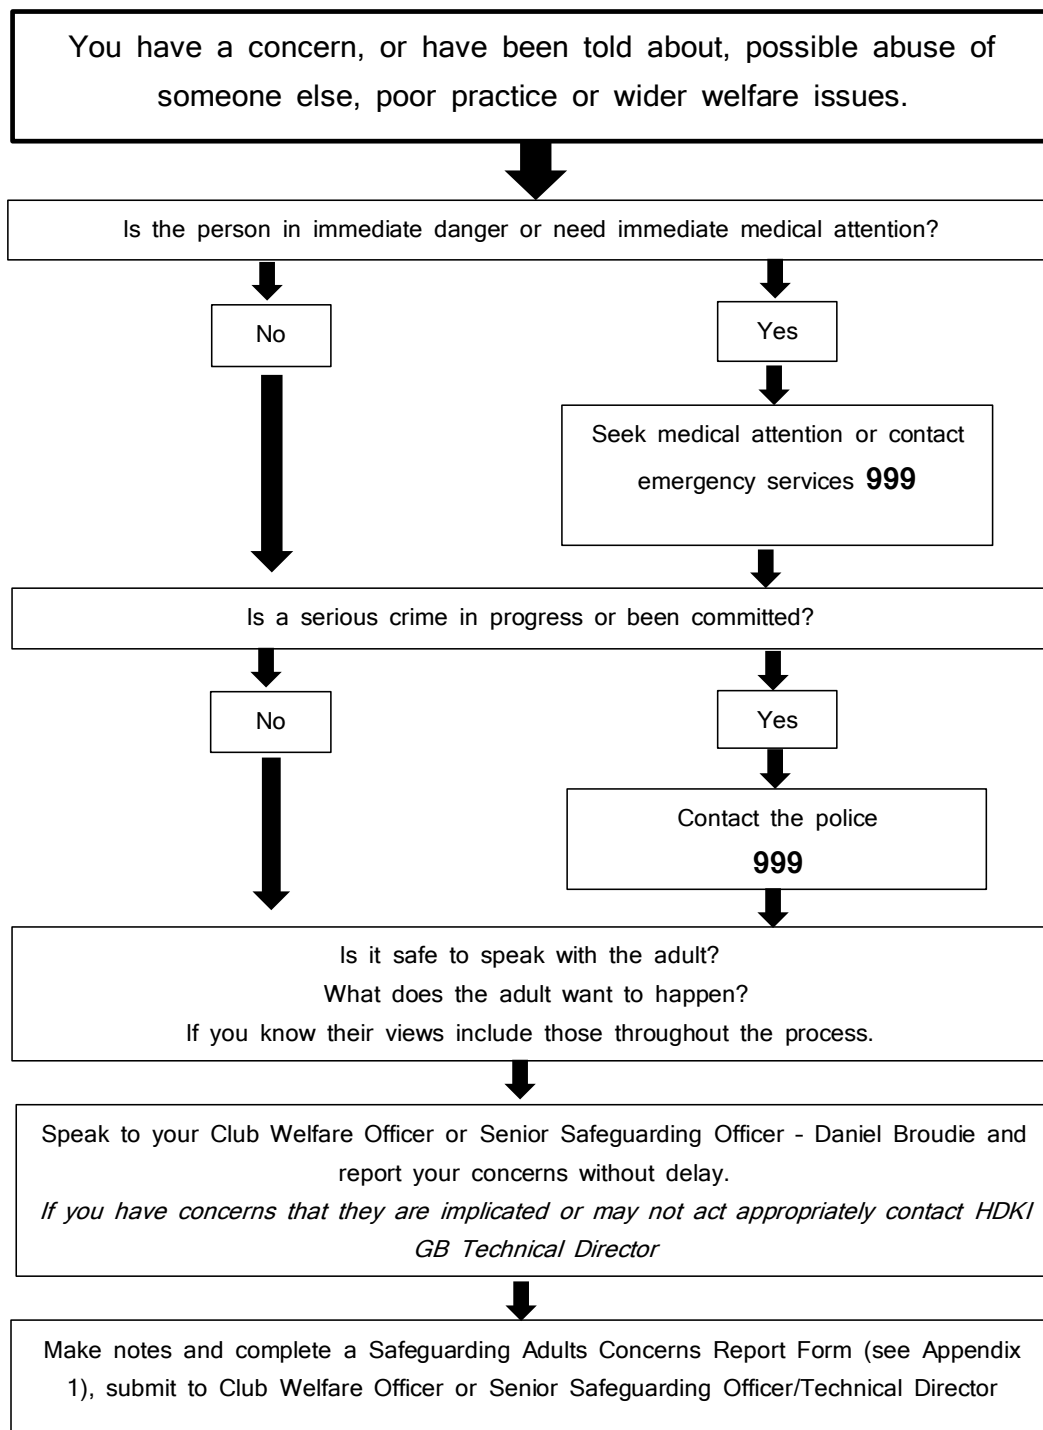 You have a concern, or have been told about, possible abuse of
someone else, poor practice or wider welfare issues.
Is the person in immediate danger or need immediate medical attention?
No
Yes
Seek medical attention or contact
emergency services 999
Is a serious crime in progress or been committed?
No
Yes
Contact the police
999
Is it safe to speak with the adult?
What does the adult want to happen?
If you know their views include those throughout the process.
Speak to your Club Welfare Officer or Senior Safeguarding Officer - Daniel Broudie and
report your concerns without delay.
If you have concerns that they are implicated or may not act appropriately contact HDKI
GB Technical Director
Make notes and complete a Safeguarding Adults Concerns Report Form (see Appendix
1), submit to Club Welfare Officer or Senior Safeguarding Officer/Technical Director